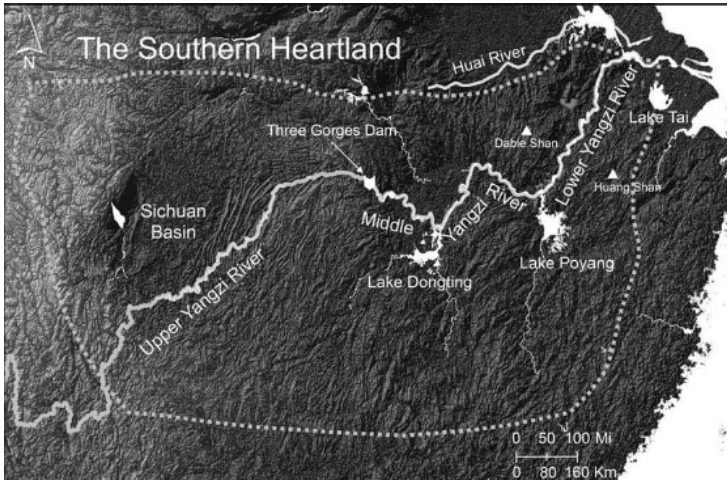 The Southern Heartland
N
Huai River
Lake Tai
Three Gorges Dam
Dabie Shan
Lower Yangzi River
Huang Shan
Sichuan
Basin
Middle
Yangzi River
Upper Yangzi River
Lake Dongting
Lake Poyang
0 50 100 Mi
0 80 160 Km